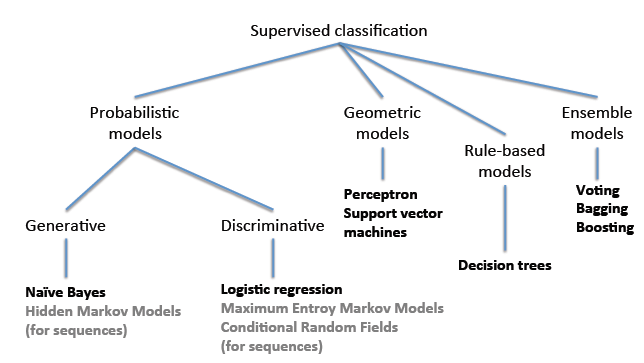 Supervised classification
Probabilistic
models
Geometric
models
Rule-based
models
Ensemble
models
Generative
Discriminative
Perceptron
Support vector
machines
Decision trees
Voting
Bagging
Boosting
Naïve Bayes
Hidden Markov Models
(for sequences)
Logistic regression
Maximum Entroy Markov Models
Conditional Random Fields
(for sequences)